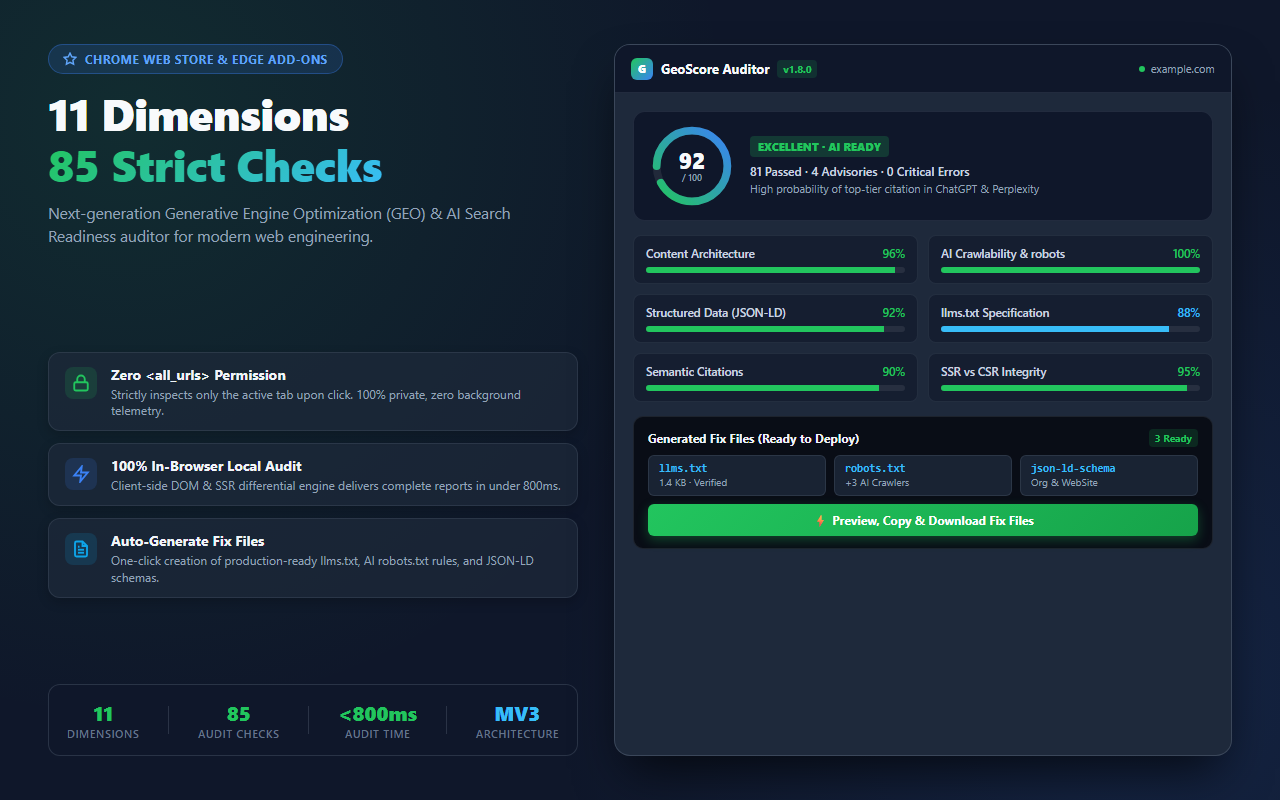 CHROME WEB STORE & EDGE ADD-ONS
11 Dimensions
85 Strict Checks
Next-generation Generative Engine Optimization (GEO) & AI Search
Readiness auditor for modern web engineering.
Zero <all_urls> Permission
Strictly inspects only the active tab upon click. 100% private, zero background
telemetry.
100% In-Browser Local Audit
Client-side DOM & SSR differential engine delivers complete reports in under 800ms.
Auto-Generate Fix Files
One-click creation of production-ready llms.txt, AI robots.txt rules, and JSON-LD
schemas.
11
DIMENSIONS
85
AUDIT CHECKS
<800ms
AUDIT TIME
MV3
ARCHITECTURE
G
GeoScore Auditor
v1.8.0
example.com
92
/ 100
EXCELLENT · AI READY
81 Passed · 4 Advisories · 0 Critical Errors
High probability of top-tier citation in ChatGPT & Perplexity
Content Architecture
96%
AI Crawlability & robots
100%
Structured Data (JSON-LD)
92%
llms.txt Specification
88%
Semantic Citations
90%
SSR vs CSR Integrity
95%
Generated Fix Files (Ready to Deploy)
3 Ready
llms.txt
1.4 KB · Verified
robots.txt
+3 AI Crawlers
json-ld-schema
Org & WebSite
Preview, Copy & Download Fix Files